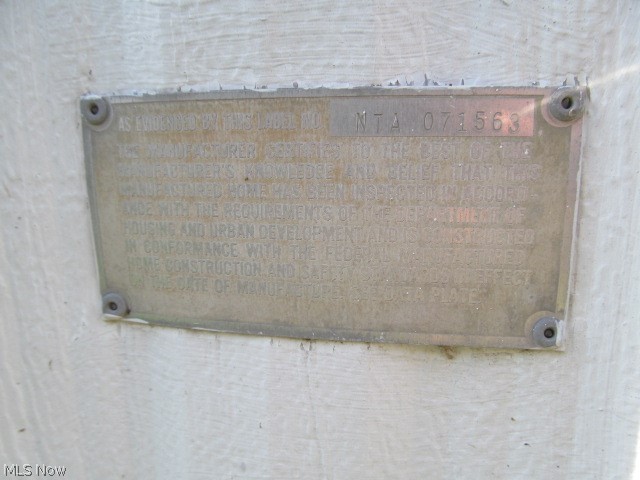 AS EVIDENCED BY THIS LABEL NO. NTA 071563
THE MANUFACTURER CERTIFIES TO THE BEST OF THE
MANUFACTURER'S KNOWLEDGE AND BELIEF THAT THIS
MANUFACTURED HOME HAS BEEN INSPECTED IN ACCORD-
ANCE WITH THE REQUIREMENTS OF THE DEPARTMENT OF
HOUSING AND URBAN DEVELOPMENT AND IS CONSTRUCTED
IN CONFORMANCE WITH THE FEDERAL MANUFACTURED
HOME CONSTRUCTION AND SAFETY EFFECT
ON THE DATE OF MANUFACTURE. SEE DATA PLATE
MLS Now